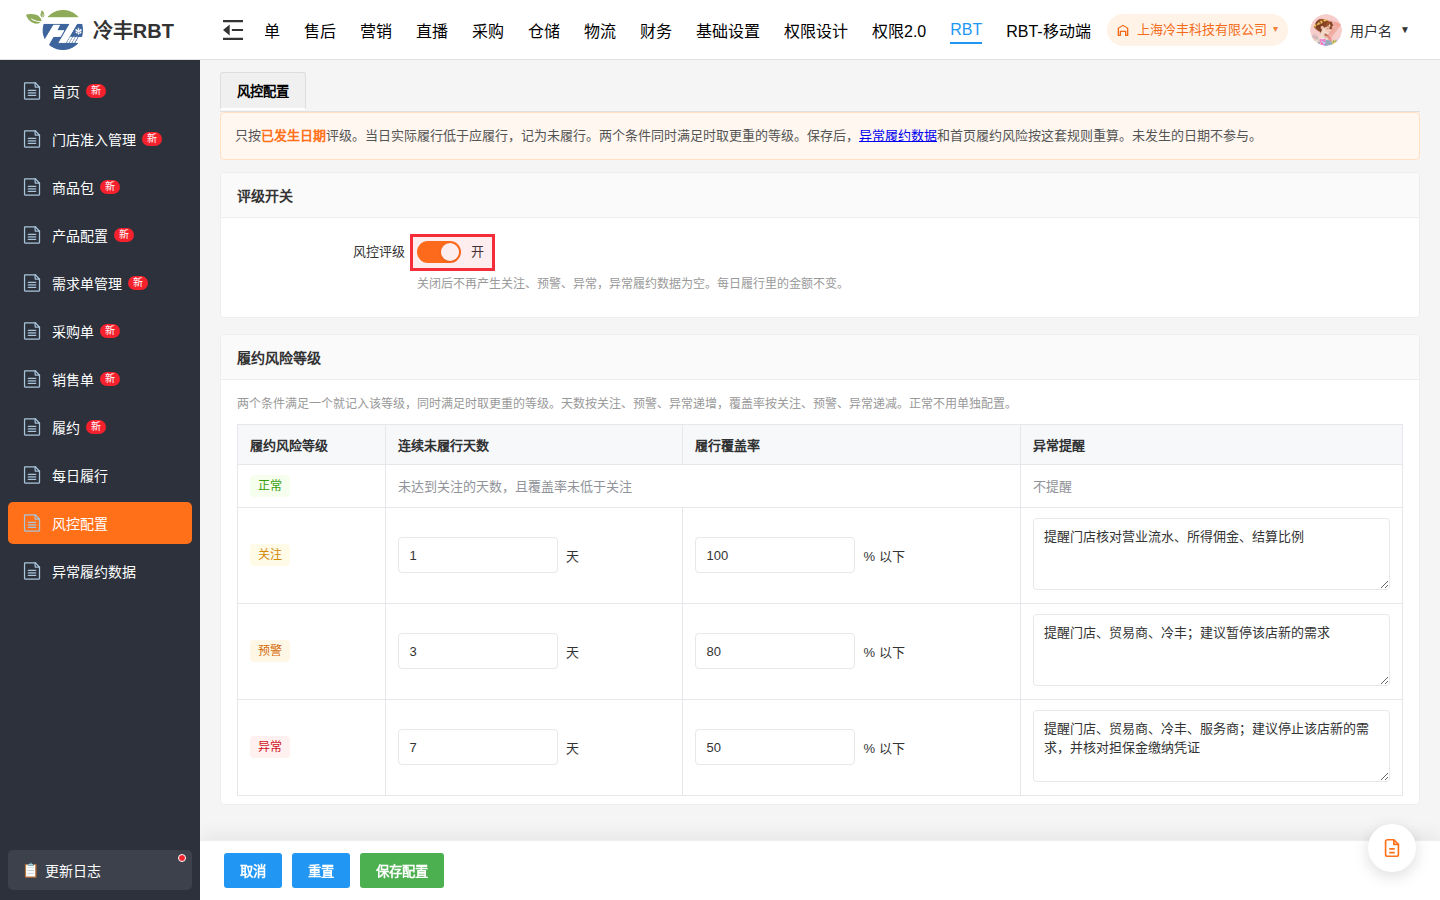 冷丰RBT
单 售后 营销 直播 采购 仓储 物流 财务 基础设置 权限设计 权限2.0 RBT RBT-移动端 上海冷丰科技有限公司 ▾ 用户名 ▼
首页 新
门店准入管理 新
商品包 新
产品配置 新
需求单管理 新
采购单 新
销售单 新
履约 新
每日履行
风控配置
异常履约数据
更新日志
风控配置
只按已发生日期评级。当日实际履行低于应履行，记为未履行。两个条件同时满足时取更重的等级。保存后，异常履约数据和首页履约风险按这套规则重算。未发生的日期不参与。
评级开关
风控评级 开
关闭后不再产生关注、预警、异常，异常履约数据为空。每日履行里的金额不变。
履约风险等级
两个条件满足一个就记入该等级，同时满足时取更重的等级。天数按关注、预警、异常递增，覆盖率按关注、预警、异常递减。正常不用单独配置。
履约风险等级 连续未履行天数 履行覆盖率 异常提醒
正常 未达到关注的天数，且覆盖率未低于关注 不提醒
关注 1 天 100 % 以下 提醒门店核对营业流水、所得佣金、结算比例
预警 3 天 80 % 以下 提醒门店、贸易商、冷丰；建议暂停该店新的需求
异常 7 天 50 % 以下 提醒门店、贸易商、冷丰、服务商；建议停止该店新的需
求，并核对担保金缴纳凭证
取消 重置 保存配置